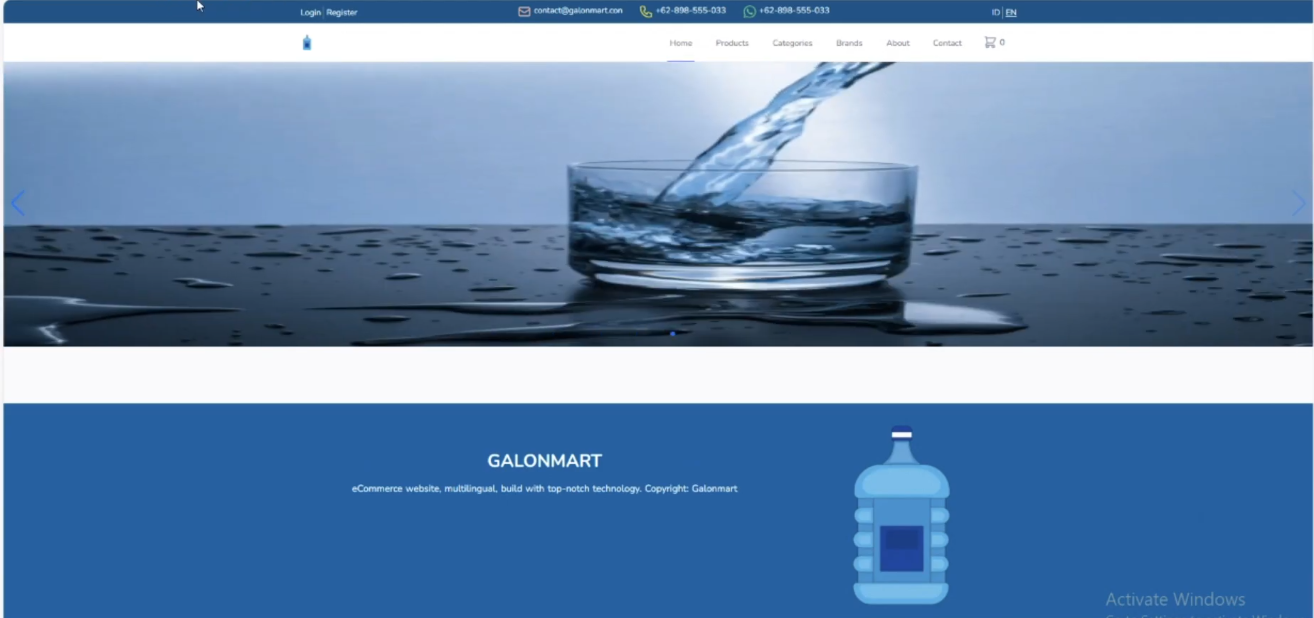 Login Register contact@galonmart.con +62-898-555-033 +62-898-555-033 ID EN
Home Products Categories Brands About Contact 0
GALONMART
eCommerce website, multilingual, build with top-notch technology. Copyright: Galonmart
Activate Windows